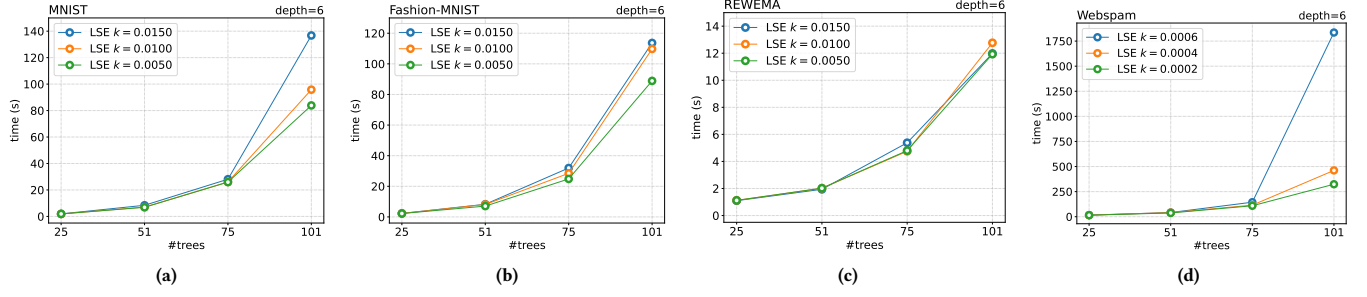 MNIST depth=6
LSE k = 0.0150
LSE k = 0.0100
LSE k = 0.0050
140
120
100
80
60
40
20
0
time (s)
25 51 75 101
#trees
(a)
Fashion-MNIST depth=6
LSE k = 0.0150
LSE k = 0.0100
LSE k = 0.0050
120
100
80
60
40
20
0
time (s)
25 51 75 101
#trees
(b)
REWEMA depth=6
LSE k = 0.0150
LSE k = 0.0100
LSE k = 0.0050
14
12
10
8
6
4
2
0
time (s)
25 51 75 101
#trees
(c)
Webspam depth=6
LSE k = 0.0006
LSE k = 0.0004
LSE k = 0.0002
1750
1500
1250
1000
750
500
250
0
time (s)
25 51 75 101
#trees
(d)